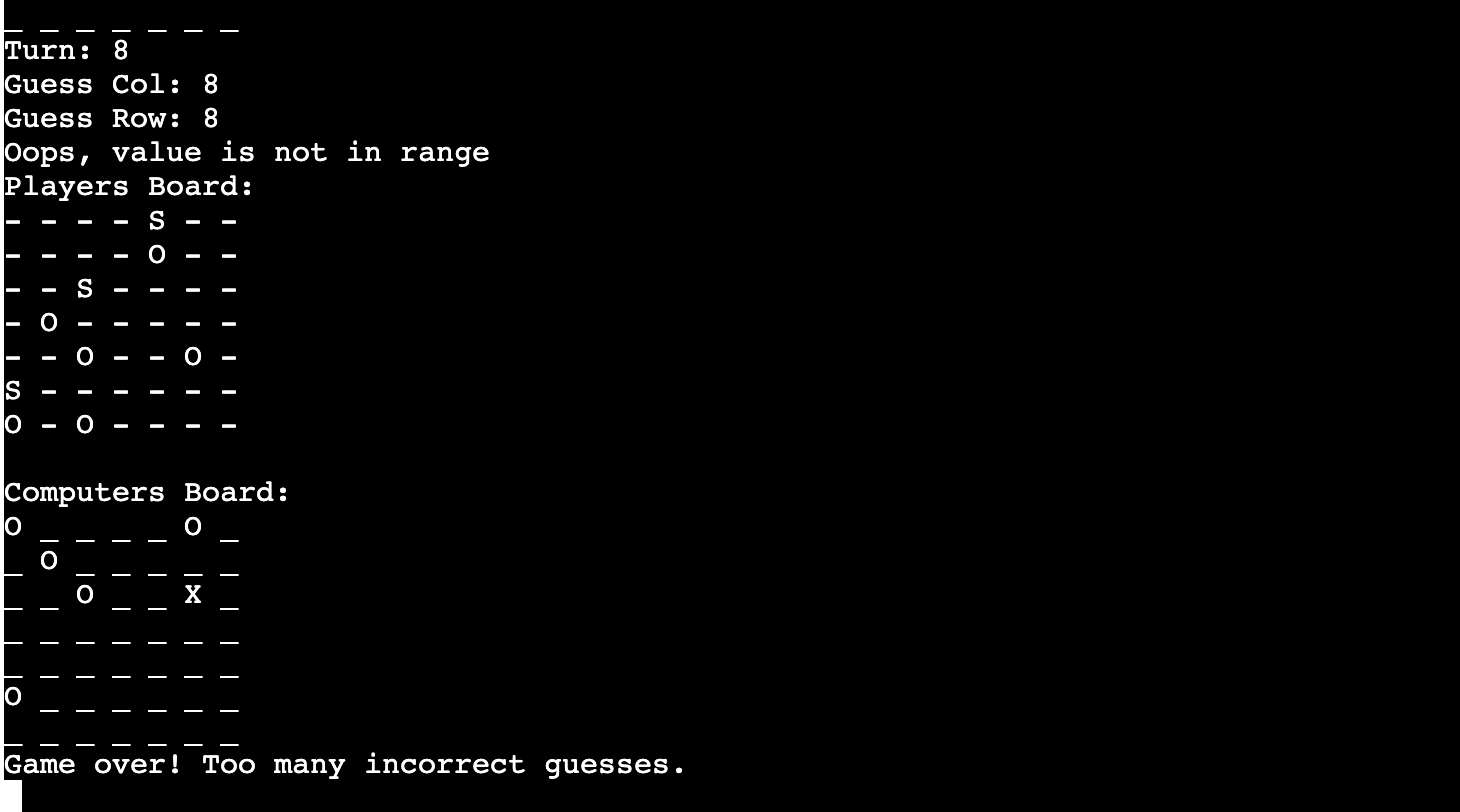 _ _ _ _ _ _ _
Turn: 8
Guess Col: 8
Guess Row: 8
Oops, value is not in range
Players Board:
- - - - S - -
- - - - O - -
- - S - - - -
- O - - - - -
- - O - - O -
S - - - - - -
O - O - - - -

Computers Board:
O _ _ _ _ O _
_ O _ _ _ _ _
_ _ O _ _ X _
_ _ _ _ _ _ _
_ _ _ _ _ _ _
O _ _ _ _ _ _
_ _ _ _ _ _ _
Game over! Too many incorrect guesses.